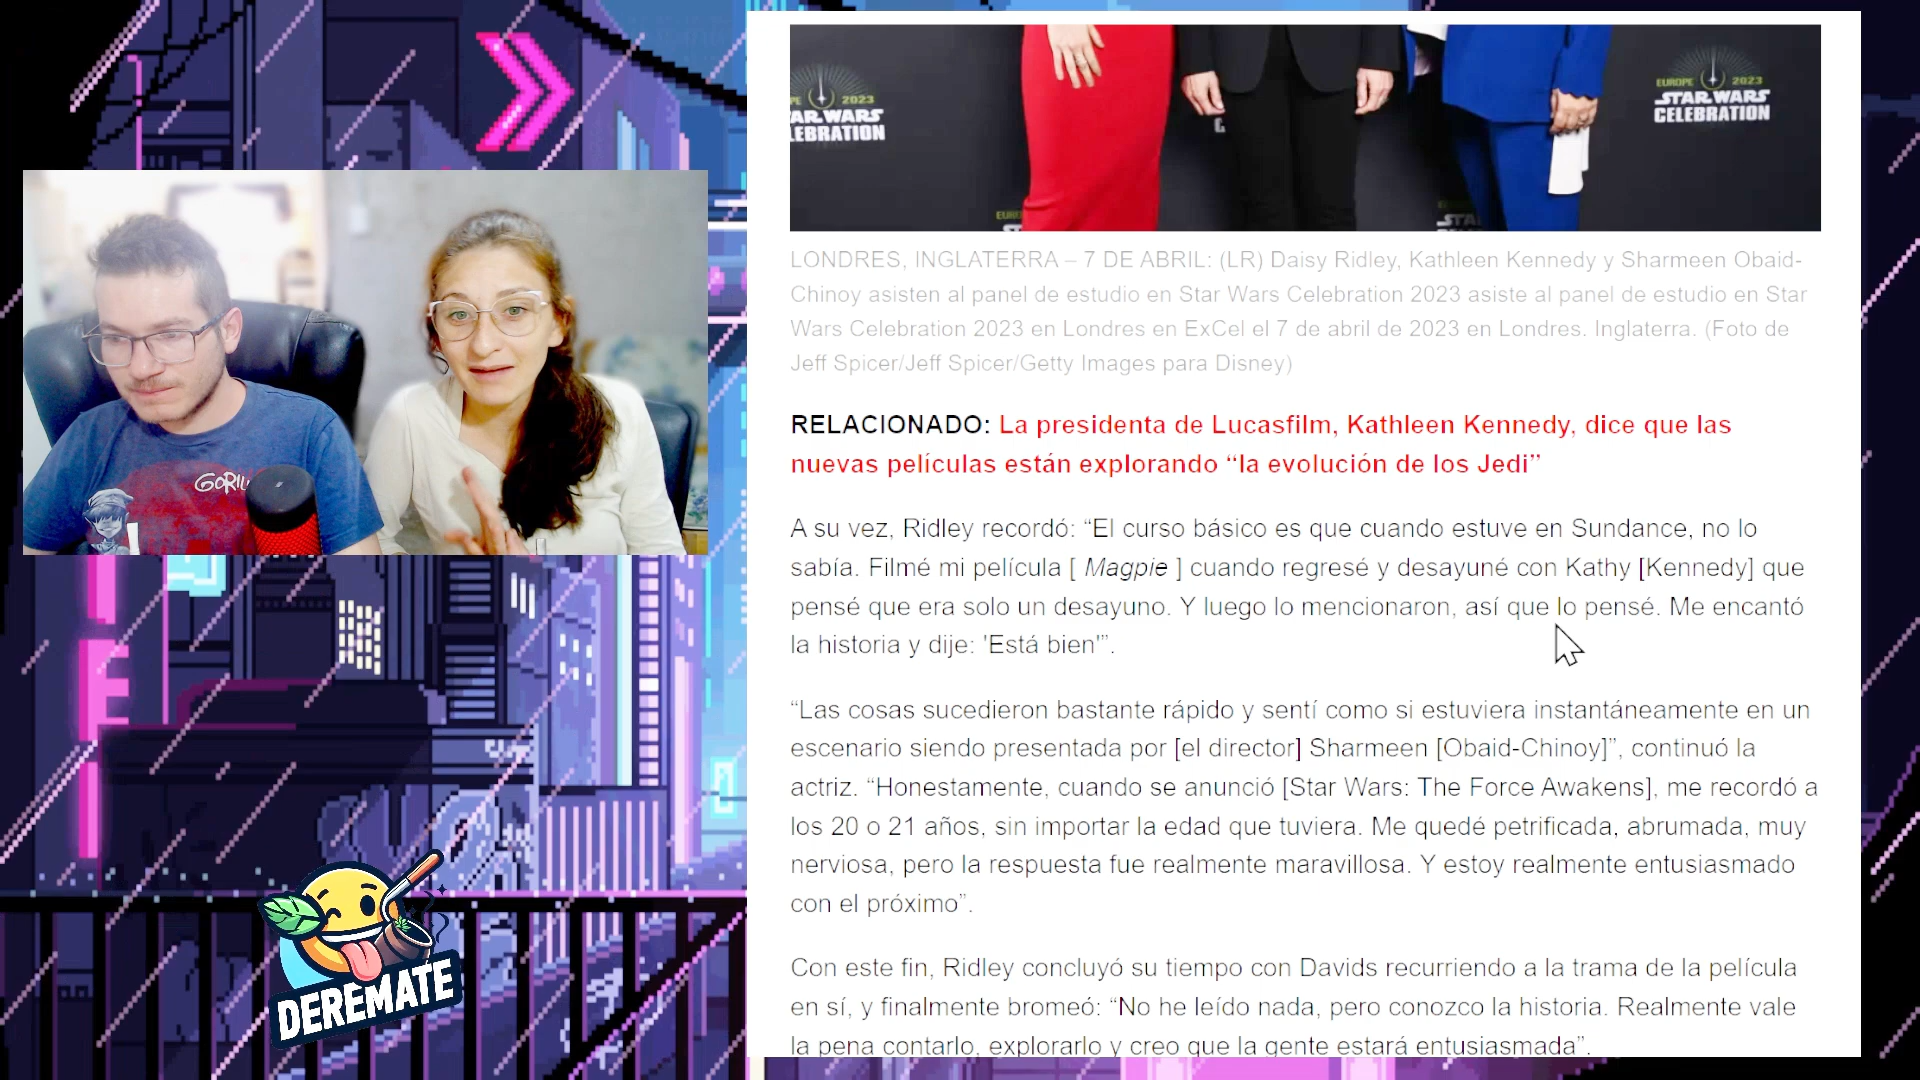 EUROPE 2023
STAR WARS
CELEBRATION
PE 2023
AR WARS
LEBRATION
EURO
STA
LONDRES, INGLATERRA – 7 DE ABRIL: (LR) Daisy Ridley, Kathleen Kennedy y Sharmeen Obaid-
Chinoy asisten al panel de estudio en Star Wars Celebration 2023 asiste al panel de estudio en Star
Wars Celebration 2023 en Londres en ExCel el 7 de abril de 2023 en Londres. Inglaterra. (Foto de
Jeff Spicer/Jeff Spicer/Getty Images para Disney)
RELACIONADO: La presidenta de Lucasfilm, Kathleen Kennedy, dice que las
nuevas películas están explorando “la evolución de los Jedi”
A su vez, Ridley recordó: “El curso básico es que cuando estuve en Sundance, no lo
sabía. Filmé mi película [ Magpie ] cuando regresé y desayuné con Kathy [Kennedy] que
pensé que era solo un desayuno. Y luego lo mencionaron, así que lo pensé. Me encantó
la historia y dije: 'Está bien'”.
“Las cosas sucedieron bastante rápido y sentí como si estuviera instantáneamente en un
escenario siendo presentada por [el director] Sharmeen [Obaid-Chinoy]”, continuó la
actriz. “Honestamente, cuando se anunció [Star Wars: The Force Awakens], me recordó a
los 20 o 21 años, sin importar la edad que tuviera. Me quedé petrificada, abrumada, muy
nerviosa, pero la respuesta fue realmente maravillosa. Y estoy realmente entusiasmado
con el próximo”.
Con este fin, Ridley concluyó su tiempo con Davids recurriendo a la trama de la película
en sí, y finalmente bromeó: “No he leído nada, pero conozco la historia. Realmente vale
la pena contarlo, explorarlo y creo que la gente estará entusiasmada”.
GORIL
DEREMATE